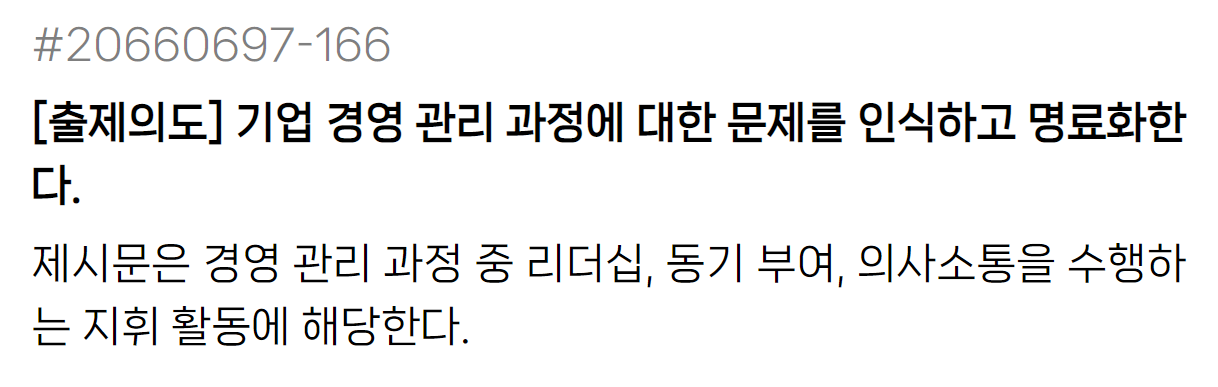 #20660697-166
[출제의도] 기업 경영 관리 과정에 대한 문제를 인식하고 명료화한
다.
제시문은 경영 관리 과정 중 리더십, 동기 부여, 의사소통을 수행하
는 지휘 활동에 해당한다.